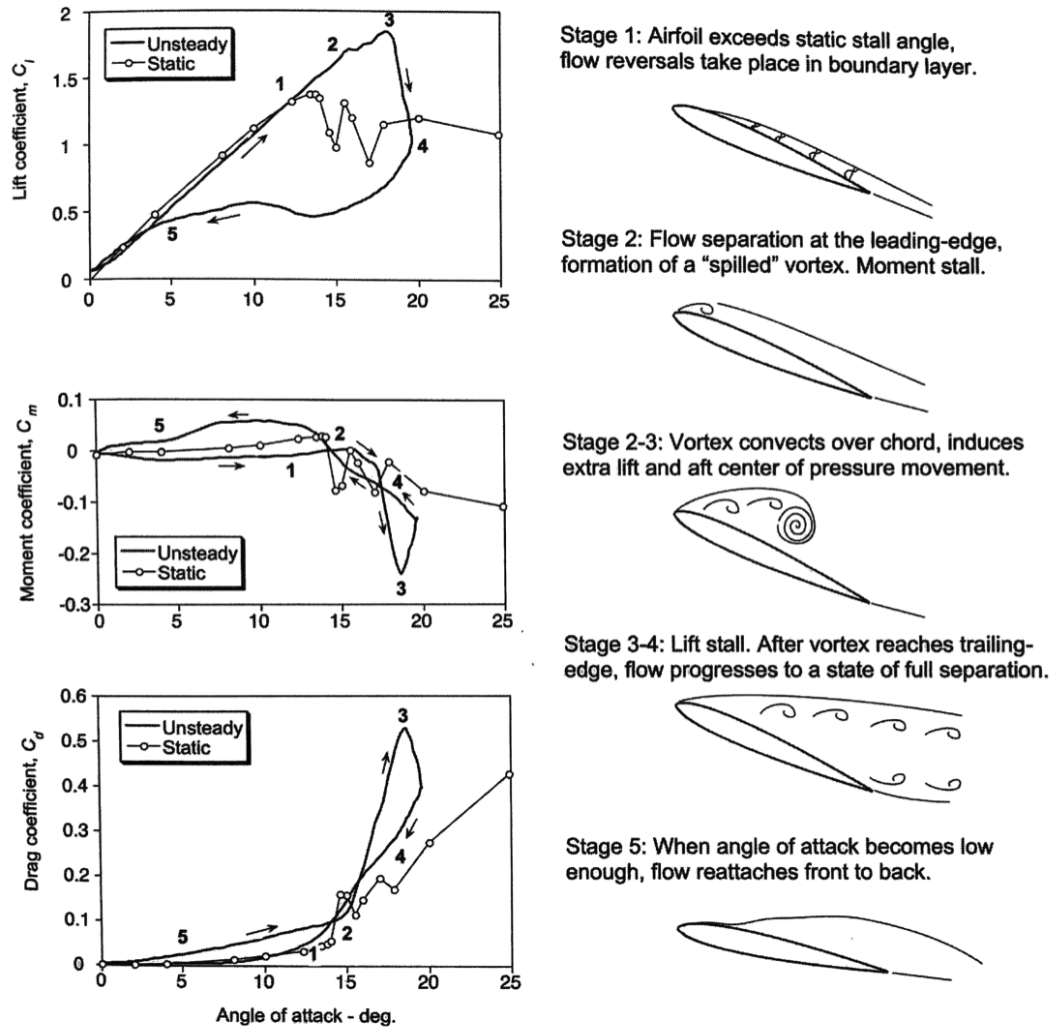 Lift coefficient, C_l
2
1.5
1
0.5
0
Unsteady
Static
1
2
3
4
5
0 5 10 15 20 25
Moment coefficient, C_m
0.1
0
-0.1
-0.2
-0.3
5
1
2
4
3
Unsteady
Static
0 5 10 15 20 25
Drag coefficient, C_d
0.6
0.5
0.4
0.3
0.2
0.1
0
Unsteady
Static
3
4
5
2
1
0 5 10 15 20 25
Angle of attack - deg.
Stage 1: Airfoil exceeds static stall angle,
flow reversals take place in boundary layer.
Stage 2: Flow separation at the leading-edge,
formation of a “spilled” vortex. Moment stall.
Stage 2-3: Vortex convects over chord, induces
extra lift and aft center of pressure movement.
Stage 3-4: Lift stall. After vortex reaches trailing-
edge, flow progresses to a state of full separation.
Stage 5: When angle of attack becomes low
enough, flow reattaches front to back.